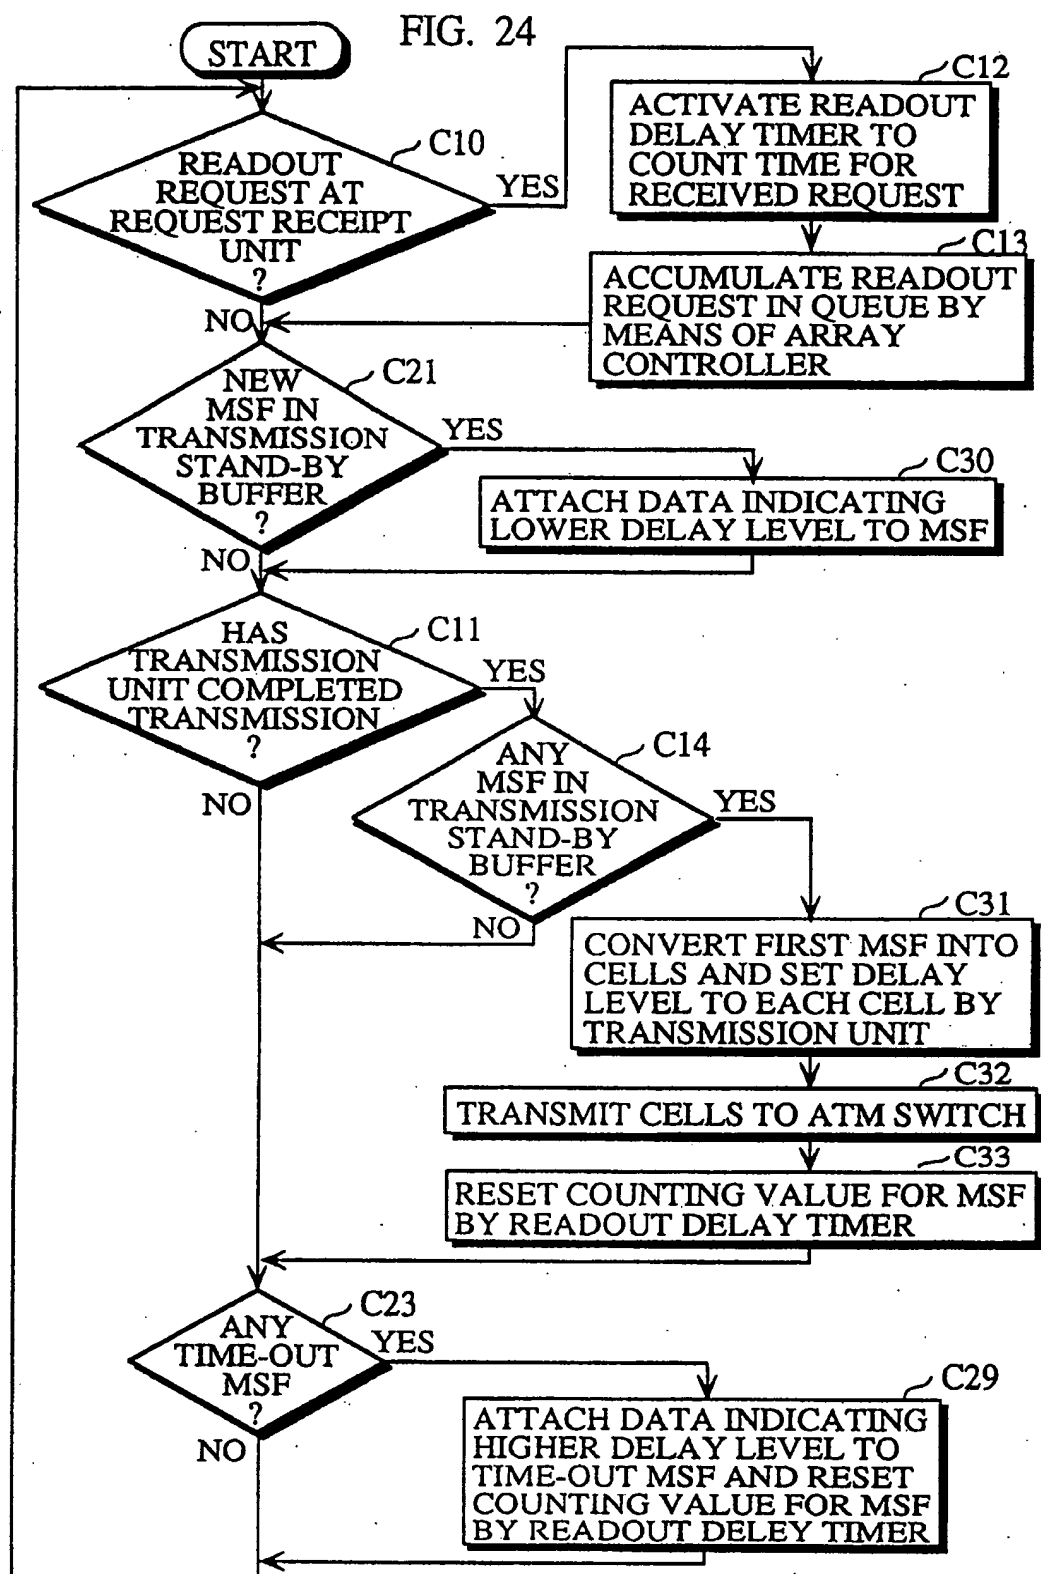 FIG. 24
START
C10
READOUT
REQUEST AT
REQUEST RECEIPT
UNIT
?
YES
NO
C12
ACTIVATE READOUT
DELAY TIMER TO
COUNT TIME FOR
RECEIVED REQUEST
C13
ACCUMULATE READOUT
REQUEST IN QUEUE BY
MEANS OF ARRAY
CONTROLLER
C21
NEW
MSF IN
TRANSMISSION
STAND-BY
BUFFER
?
YES
NO
C30
ATTACH DATA INDICATING
LOWER DELAY LEVEL TO MSF
C11
HAS
TRANSMISSION
UNIT COMPLETED
TRANSMISSION
?
YES
NO
C14
ANY
MSF IN
TRANSMISSION
STAND-BY
BUFFER
?
YES
NO
C31
CONVERT FIRST MSF INTO
CELLS AND SET DELAY
LEVEL TO EACH CELL BY
TRANSMISSION UNIT
C32
TRANSMIT CELLS TO ATM SWITCH
C33
RESET COUNTING VALUE FOR MSF
BY READOUT DELAY TIMER
C23
ANY
TIME-OUT
MSF
?
YES
NO
C29
ATTACH DATA INDICATING
HIGHER DELAY LEVEL TO
TIME-OUT MSF AND RESET
COUNTING VALUE FOR MSF
BY READOUT DELEY TIMER